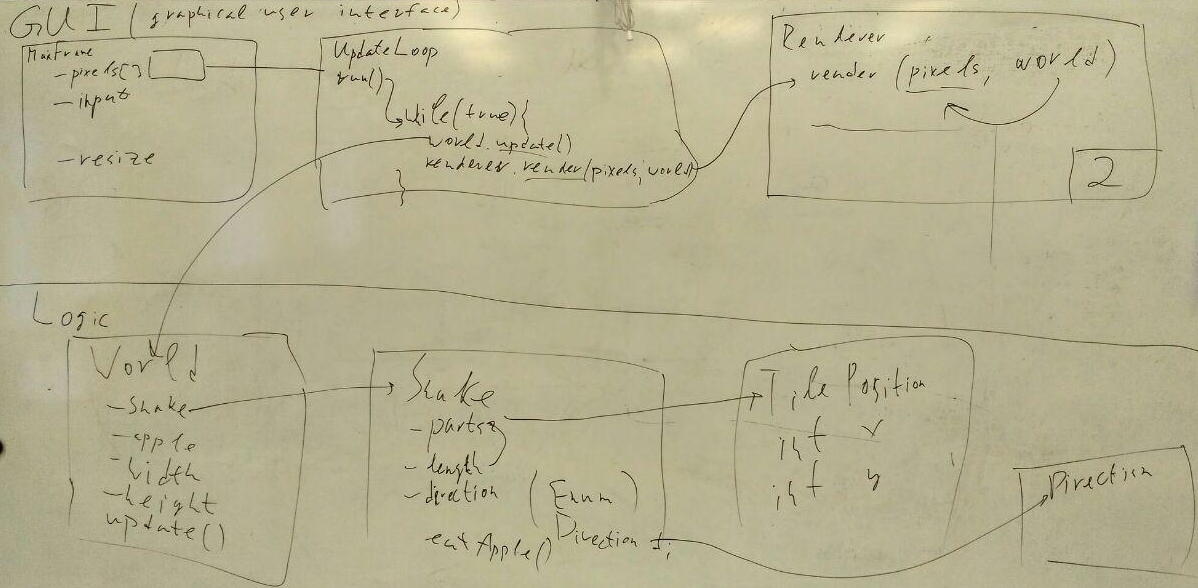 GUI (graphical user interface)
Mainframe
- pixels[]
- input
- resize
UpdateLoop
run()
while(true){
world.update()
renderer.render(pixels, world)
}
Renderer
render (pixels, world)
2
Logic
World
- Snake
- apple
- width
- height
update()
Snake
- parts
- length
- direction (Enum)
eatApple() Direction d;
Tile Position
int x
int y
Direction